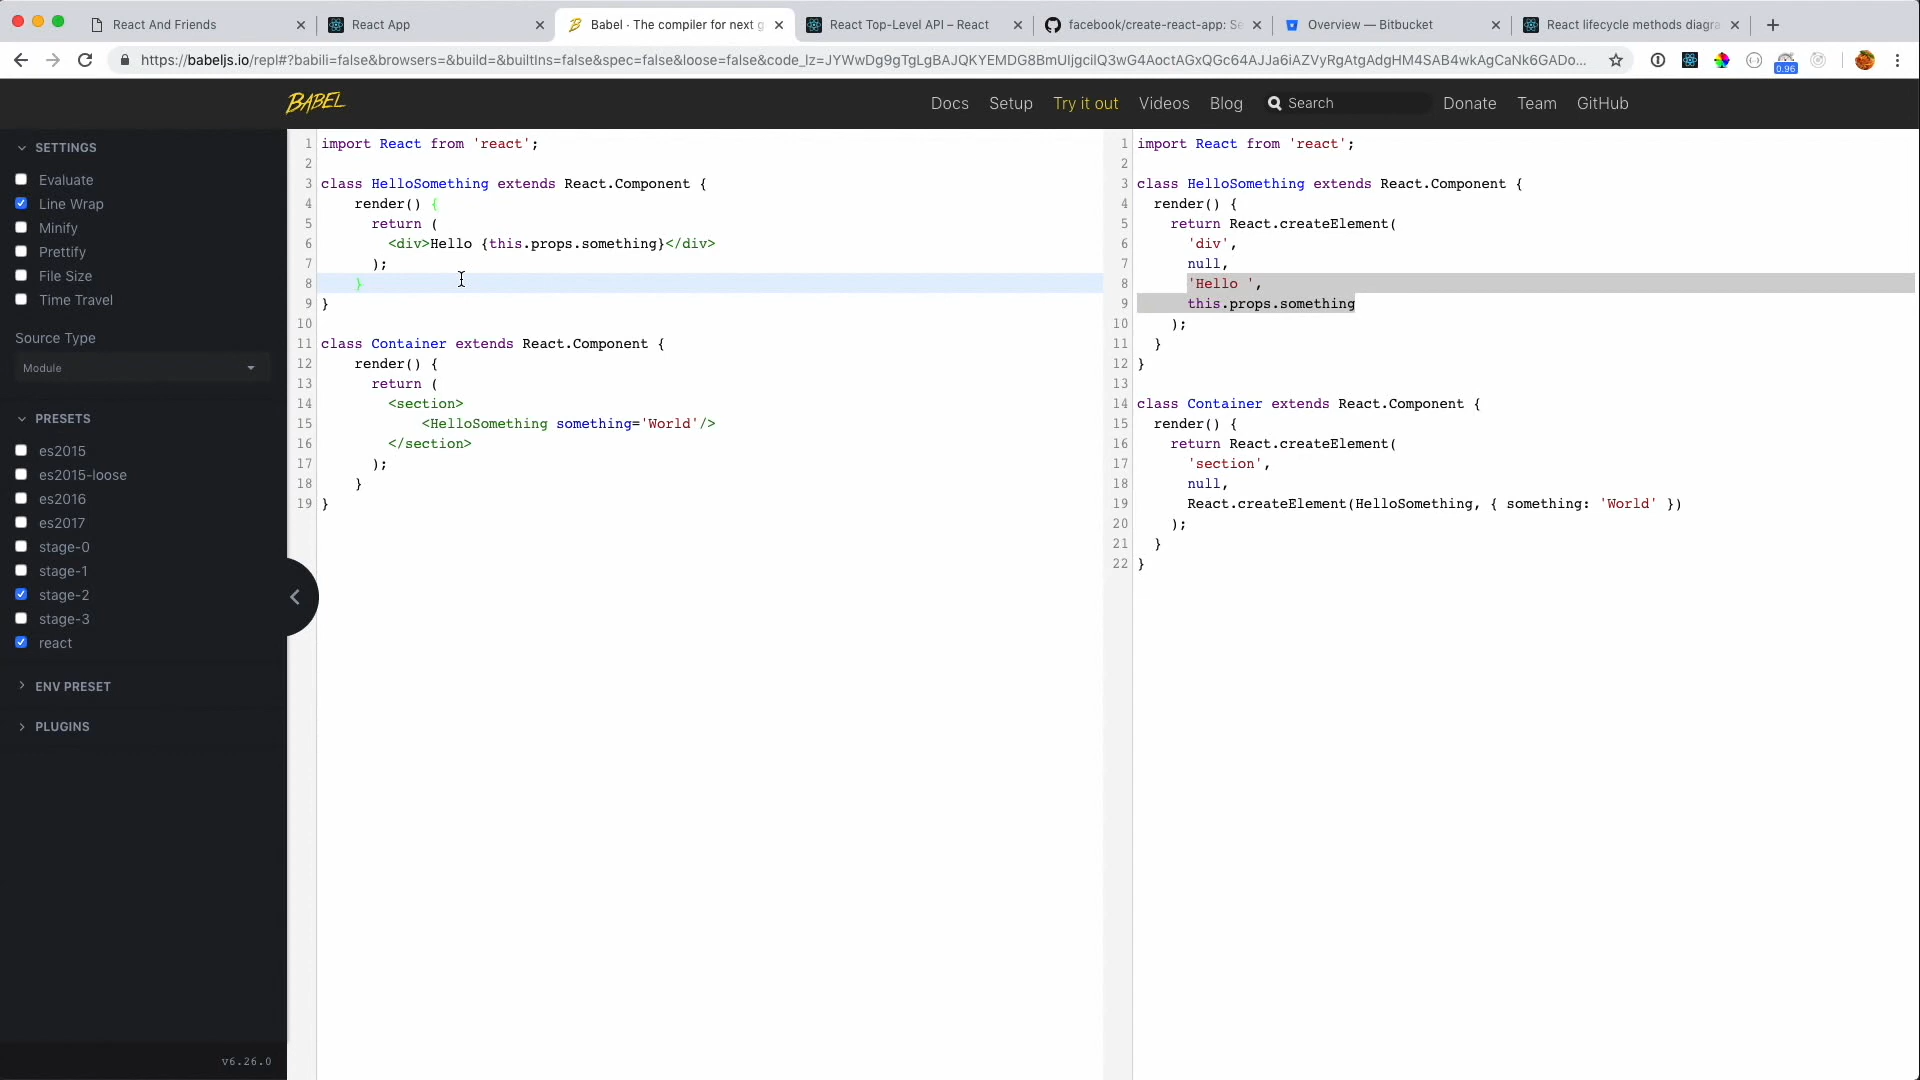 React And Friends
React App
Babel · The compiler for next g
React Top-Level API – React
facebook/create-react-app: Se
Overview — Bitbucket
React lifecycle methods diagra
https://babeljs.io/repl#?babili=false&browsers=&build=&builtIns=false&spec=false&loose=false&code_lz=JYWwDg9gTgLgBAJQKYEMDG8BmUIjgcilQ3wG4AoctAGxQGc64AJJa6iAZVyRgAtgAdgHM4SAB4wkAgCaNk6GADo...
0.96
BABEL
Docs
Setup
Try it out
Videos
Blog
Search
Donate
Team
GitHub
SETTINGS
Evaluate
Line Wrap
Minify
Prettify
File Size
Time Travel
Source Type
Module
PRESETS
es2015
es2015-loose
es2016
es2017
stage-0
stage-1
stage-2
stage-3
react
ENV PRESET
PLUGINS
v6.26.0
1 import React from 'react';
2
3 class HelloSomething extends React.Component {
4     render() {
5       return (
6         <div>Hello {this.props.something}</div>
7       );
8     }
9 }
10
11 class Container extends React.Component {
12     render() {
13       return (
14         <section>
15             <HelloSomething something='World'/>
16         </section>
17       );
18     }
19 }
1 import React from 'react';
2
3 class HelloSomething extends React.Component {
4   render() {
5     return React.createElement(
6       'div',
7       null,
8       'Hello ',
9       this.props.something
10     );
11   }
12 }
13
14 class Container extends React.Component {
15   render() {
16     return React.createElement(
17       'section',
18       null,
19       React.createElement(HelloSomething, { something: 'World' })
20     );
21   }
22 }